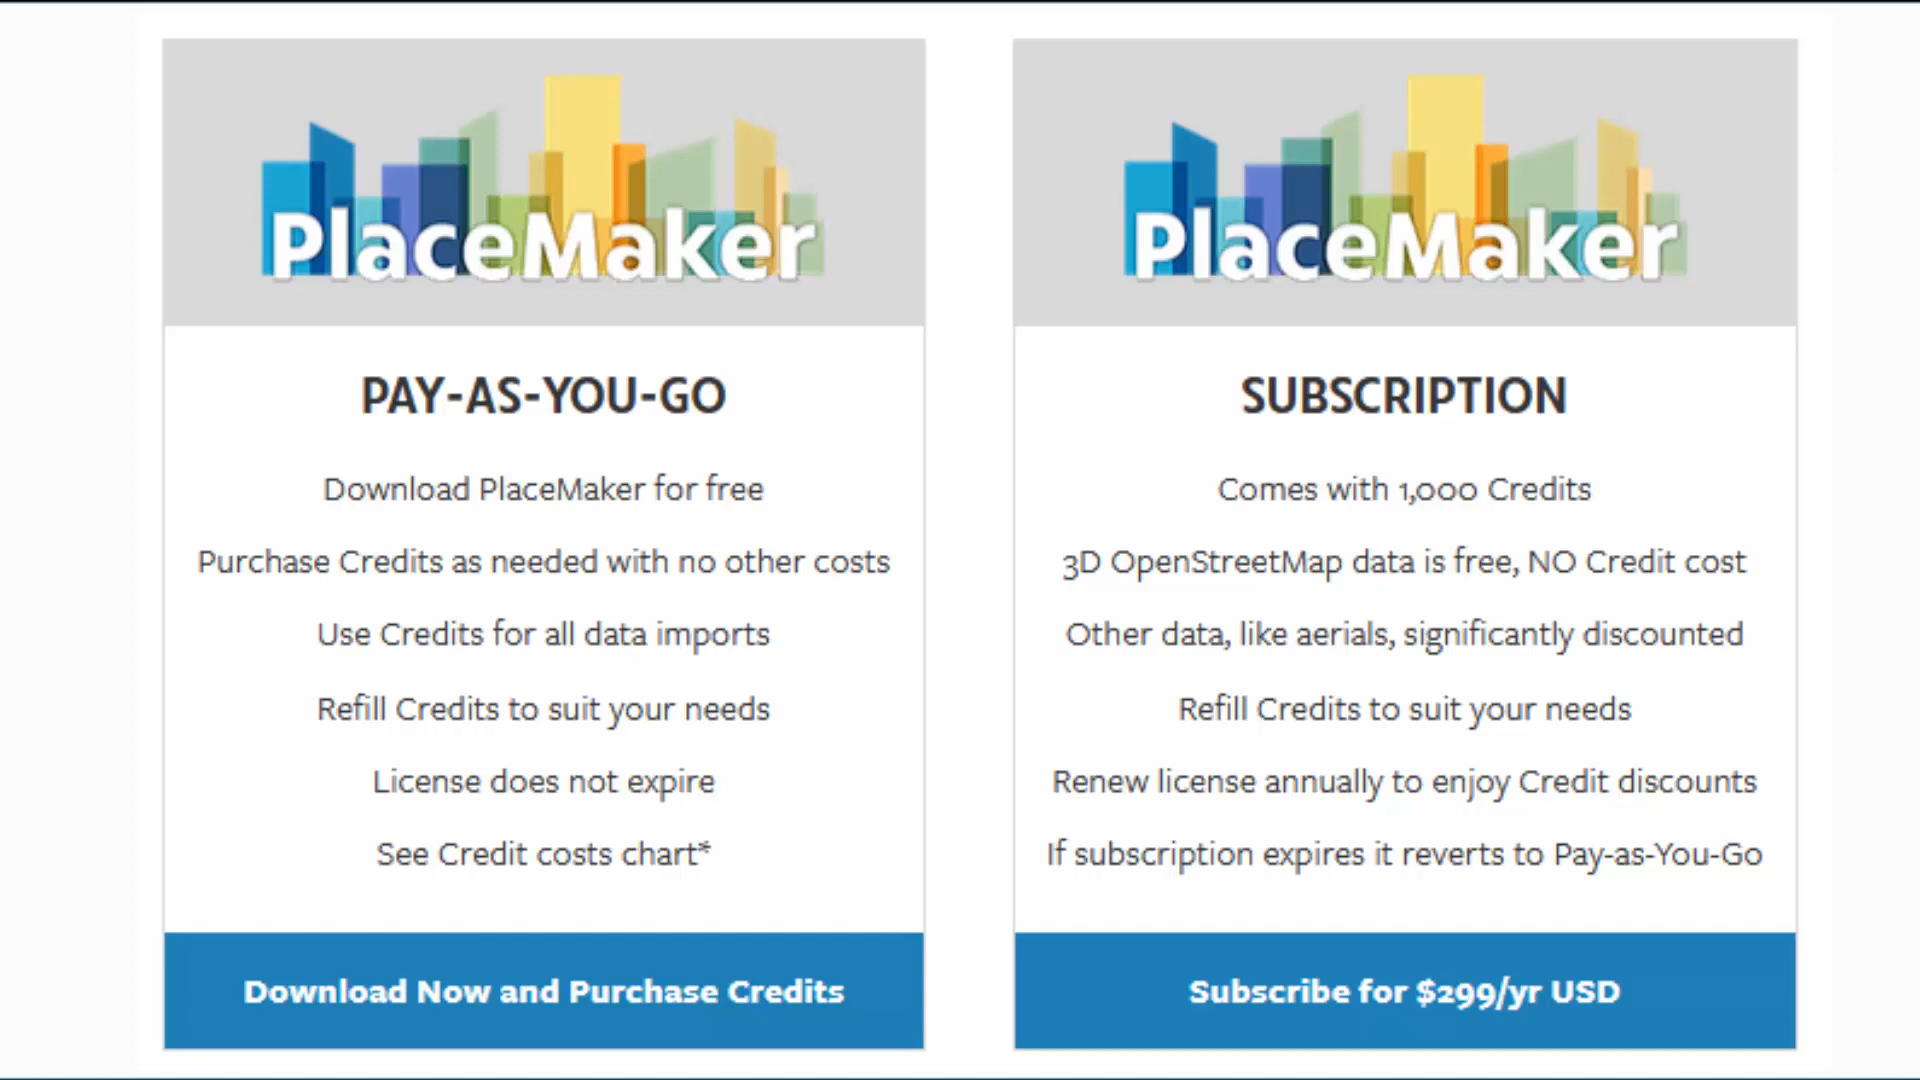 PlaceMaker
PAY-AS-YOU-GO
Download PlaceMaker for free
Purchase Credits as needed with no other costs
Use Credits for all data imports
Refill Credits to suit your needs
License does not expire
See Credit costs chart*
Download Now and Purchase Credits
PlaceMaker
SUBSCRIPTION
Comes with 1,000 Credits
3D OpenStreetMap data is free, NO Credit cost
Other data, like aerials, significantly discounted
Refill Credits to suit your needs
Renew license annually to enjoy Credit discounts
If subscription expires it reverts to Pay-as-You-Go
Subscribe for $299/yr USD